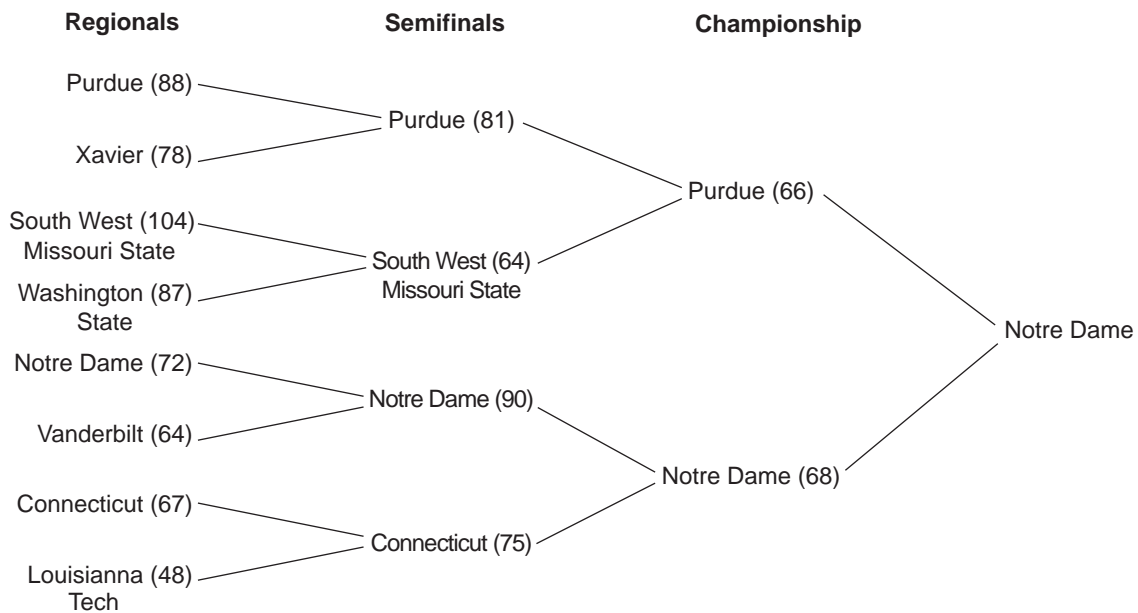 Regionals Semifinals Championship
Purdue (88)
Purdue (81)
Xavier (78)
Purdue (66)
South West (104)
Missouri State
South West (64)
Missouri State
Washington (87)
State
Notre Dame
Notre Dame (72)
Notre Dame (90)
Vanderbilt (64)
Notre Dame (68)
Connecticut (67)
Connecticut (75)
Louisianna (48)
Tech